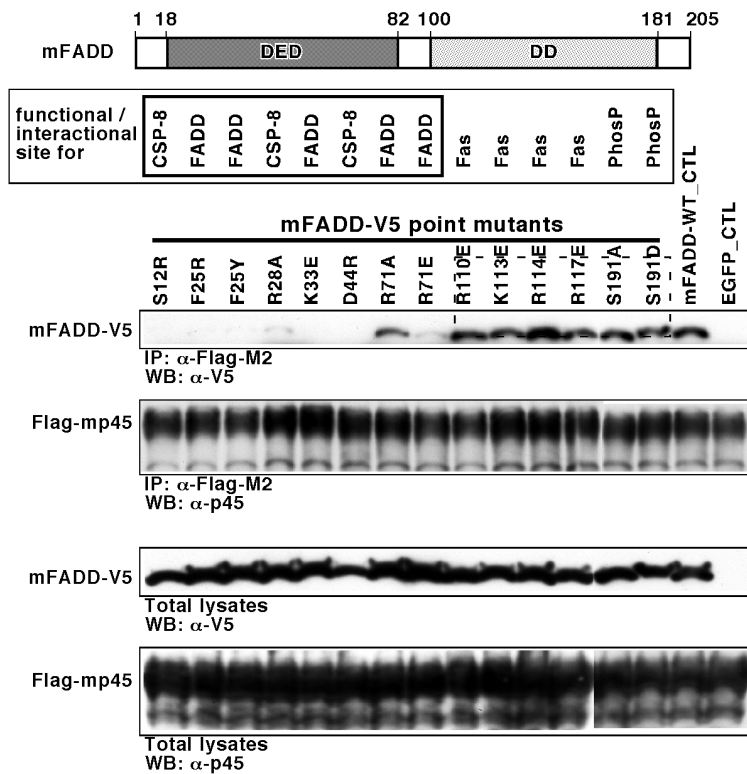 1 18 82 100 181 205
mFADD DED DD
functional /
interactional
site for
CSP-8 FADD FADD CSP-8 FADD CSP-8 FADD FADD Fas Fas Fas Fas PhosP PhosP
mFADD-V5 point mutants
S12R F25R F25Y R28A K33E D44R R71A R71E R110E K113E R114E R117E S191A S191D mFADD-WT_CTL EGFP_CTL
mFADD-V5
IP: α-Flag-M2
WB: α-V5
Flag-mp45
IP: α-Flag-M2
WB: α-p45
mFADD-V5
Total lysates
WB: α-V5
Flag-mp45
Total lysates
WB: α-p45